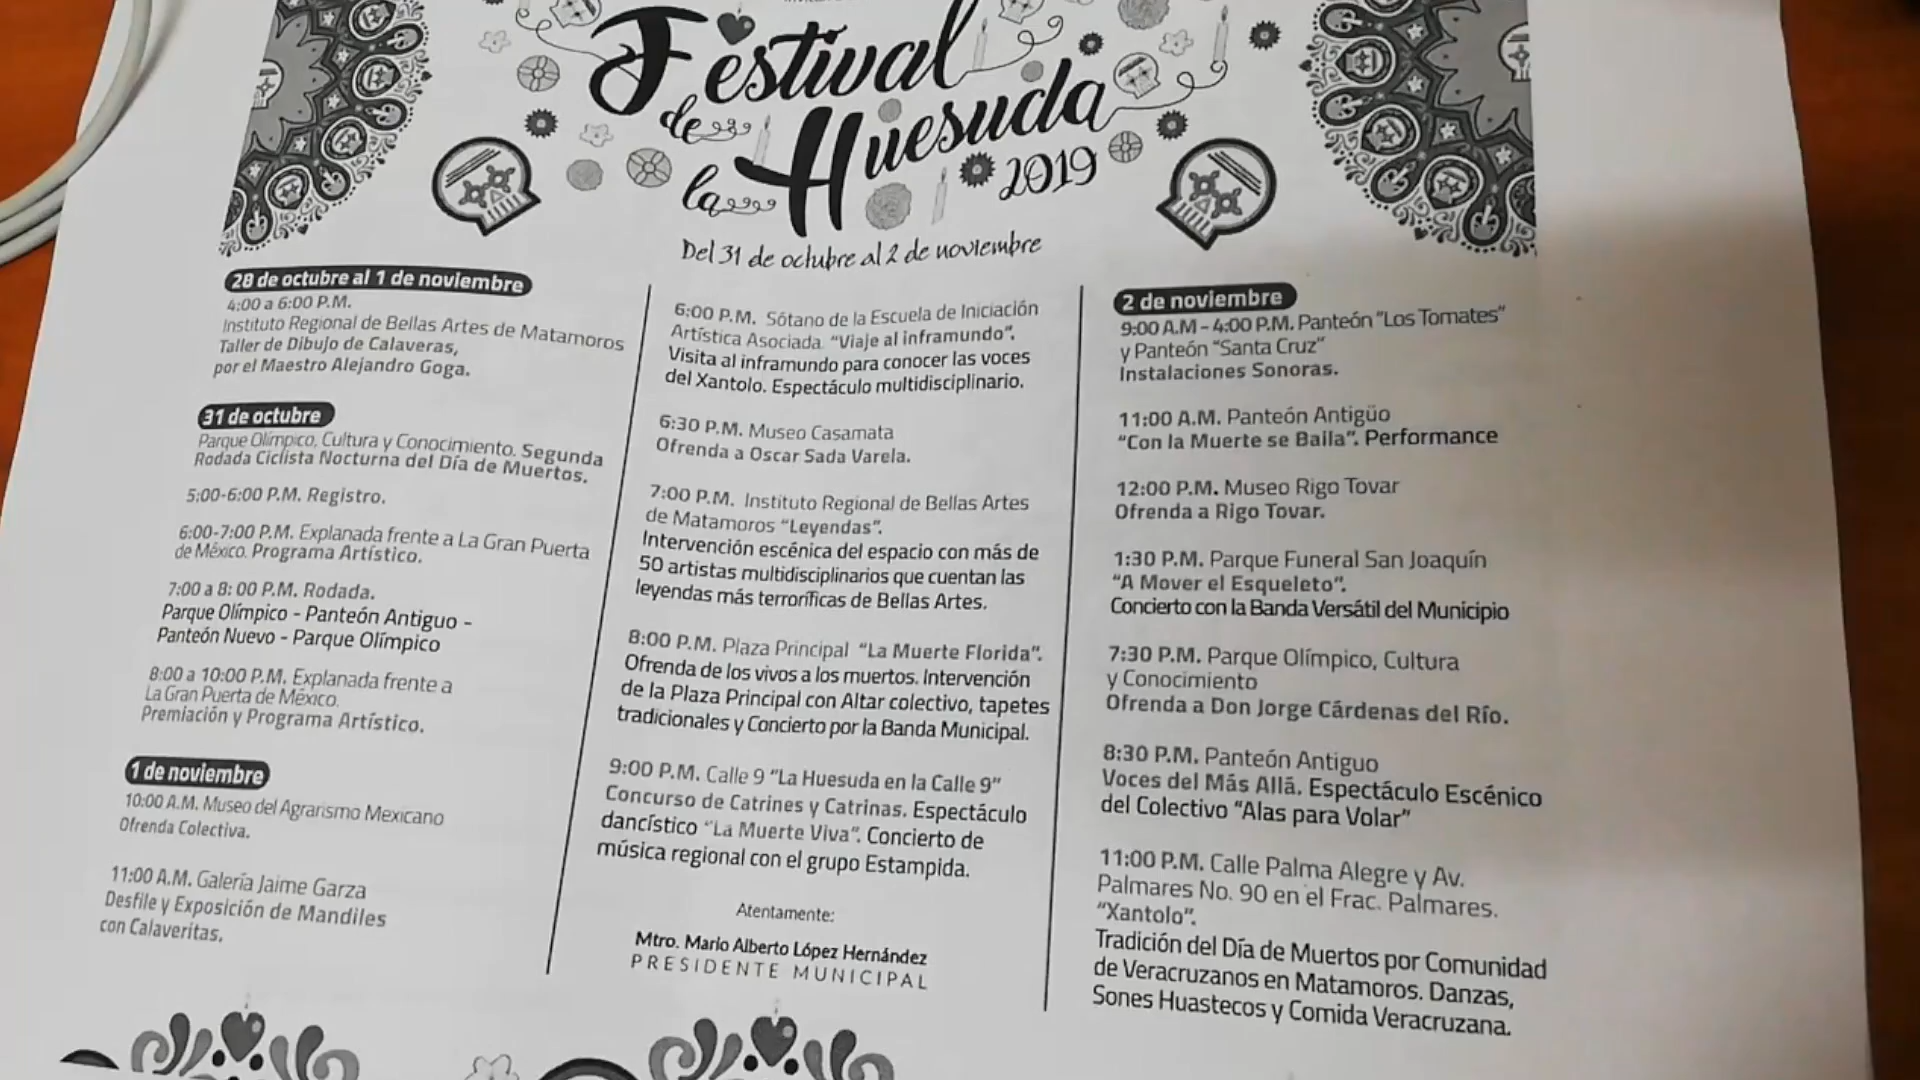 Festival
de
la Huesuda
2019
Del 31 de octubre al 2 de noviembre
28 de octubre al 1 de noviembre
4:00 a 6:00 P.M.
Instituto Regional de Bellas Artes de Matamoros
Taller de Dibujo de Calaveras,
por el Maestro Alejandro Goga.
31 de octubre
Parque Olímpico, Cultura y Conocimiento. Segunda
Rodada Ciclista Nocturna del Día de Muertos.
5:00-6:00 P.M. Registro.
6:00-7:00 P.M. Explanada frente a La Gran Puerta
de México. Programa Artístico.
7:00 a 8: 00 P.M. Rodada.
Parque Olímpico - Panteón Antiguo -
Panteón Nuevo - Parque Olímpico
8:00 a 10:00 P.M. Explanada frente a
La Gran Puerta de México.
Premiación y Programa Artístico.
1 de noviembre
10:00 A.M. Museo del Agrarismo Mexicano
Ofrenda Colectiva.
11:00 A.M. Galería Jaime Garza
Desfile y Exposición de Mandiles
con Calaveritas.
6:00 P.M. Sótano de la Escuela de Iniciación
Artística Asociada. "Viaje al inframundo".
Visita al inframundo para conocer las voces
del Xantolo. Espectáculo multidisciplinario.
6:30 P.M. Museo Casamata
Ofrenda a Oscar Sada Varela.
7:00 P.M. Instituto Regional de Bellas Artes
de Matamoros "Leyendas".
Intervención escénica del espacio con más de
50 artistas multidisciplinarios que cuentan las
leyendas más terroríficas de Bellas Artes.
8:00 P.M. Plaza Principal "La Muerte Florida".
Ofrenda de los vivos a los muertos. Intervención
de la Plaza Principal con Altar colectivo, tapetes
tradicionales y Concierto por la Banda Municipal.
9:00 P.M. Calle 9 "La Huesuda en la Calle 9"
Concurso de Catrines y Catrinas. Espectáculo
dancístico "La Muerte Viva". Concierto de
música regional con el grupo Estampida.
Atentamente:
Mtro. Mario Alberto López Hernández
PRESIDENTE MUNICIPAL
2 de noviembre
9:00 A.M - 4:00 P.M. Panteón "Los Tomates"
y Panteón "Santa Cruz"
Instalaciones Sonoras.
11:00 A.M. Panteón Antigüo
"Con la Muerte se Baila". Performance
12:00 P.M. Museo Rigo Tovar
Ofrenda a Rigo Tovar.
1:30 P.M. Parque Funeral San Joaquín
"A Mover el Esqueleto".
Concierto con la Banda Versátil del Municipio
7:30 P.M. Parque Olímpico, Cultura
y Conocimiento
Ofrenda a Don Jorge Cárdenas del Río.
8:30 P.M. Panteón Antiguo
Voces del Más Allá. Espectáculo Escénico
del Colectivo "Alas para Volar"
11:00 P.M. Calle Palma Alegre y Av.
Palmares No. 90 en el Frac. Palmares.
"Xantolo".
Tradición del Día de Muertos por Comunidad
de Veracruzanos en Matamoros. Danzas,
Sones Huastecos y Comida Veracruzana.